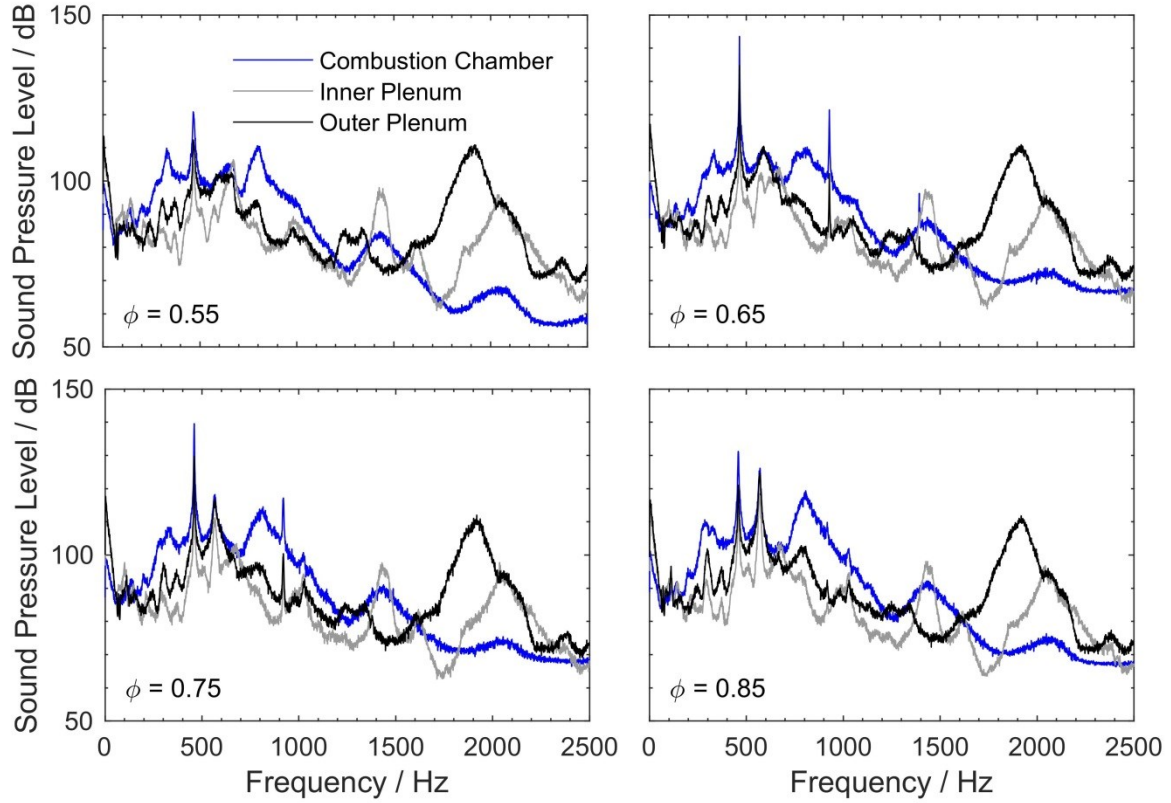 150
100
50
Sound Pressure Level / dB
Combustion Chamber
Inner Plenum
Outer Plenum
ϕ = 0.55
ϕ = 0.65
150
100
50
Sound Pressure Level / dB
ϕ = 0.75
ϕ = 0.85
0 500 1000 1500 2000 2500
0 500 1000 1500 2000 2500
Frequency / Hz
Frequency / Hz